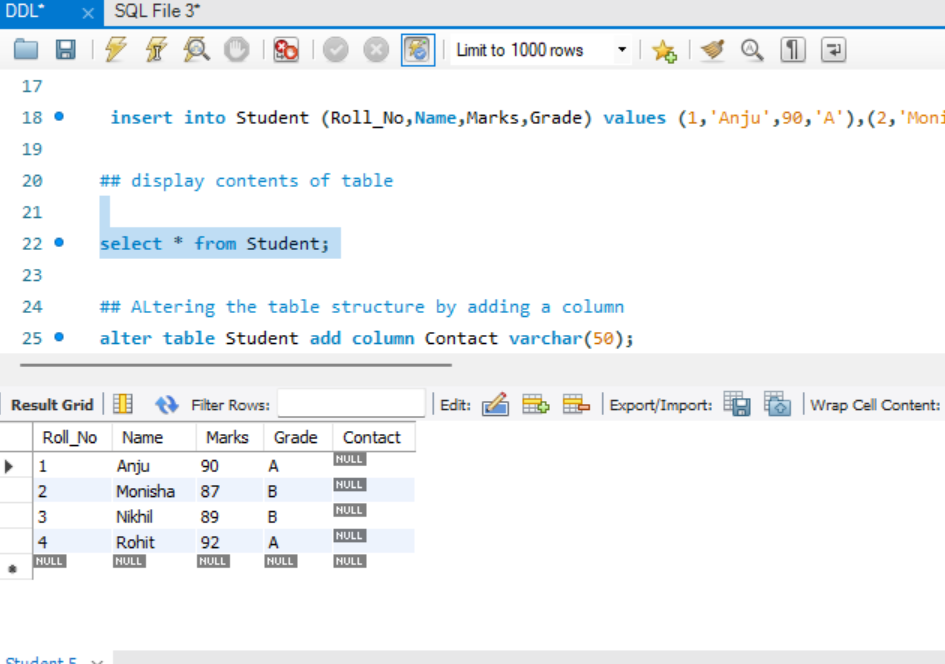 DDL* × SQL File 3*
Limit to 1000 rows
17
18 insert into Student (Roll_No,Name,Marks,Grade) values (1,'Anju',90,'A'),(2,'Moni
19
20 ## display contents of table
21
22 select * from Student;
23
24 ## ALtering the table structure by adding a column
25 alter table Student add column Contact varchar(50);
Result Grid Filter Rows: Edit: Export/Import: Wrap Cell Content:
Roll_No Name Marks Grade Contact
1 Anju 90 A NULL
2 Monisha 87 B NULL
3 Nikhil 89 B NULL
4 Rohit 92 A NULL
NULL NULL NULL NULL NULL
Student 5 ×